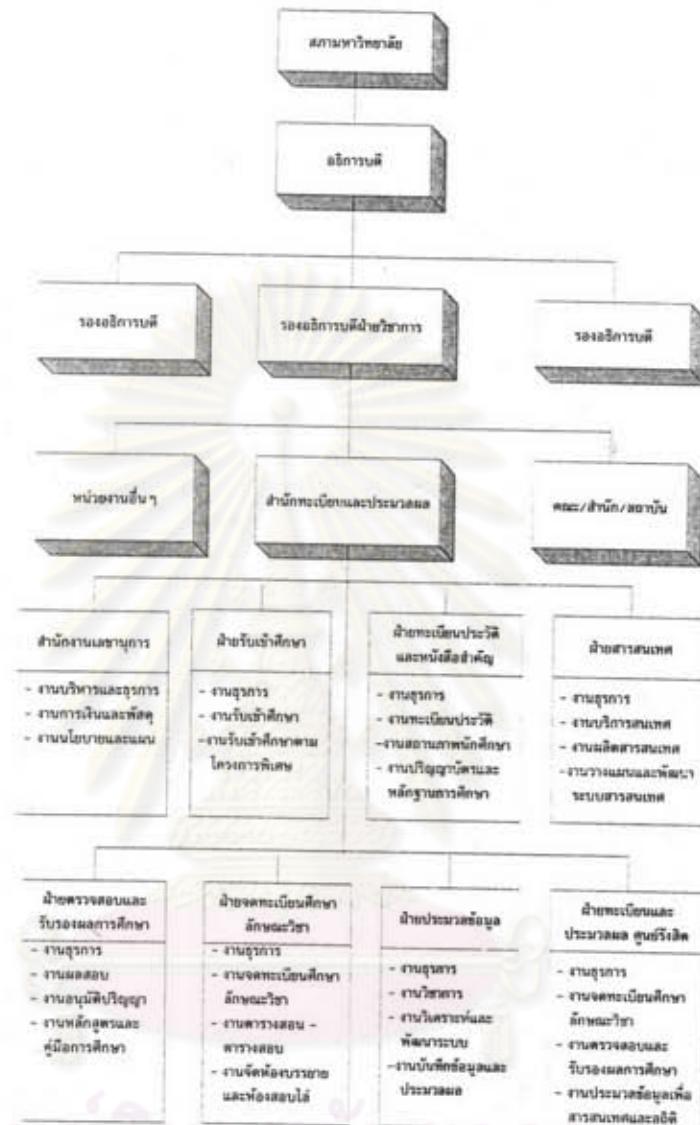 สภามหาวิทยาลัย
อธิการบดี
รองอธิการบดี
รองอธิการบดีฝ่ายวิชาการ
รองอธิการบดี
หน่วยงานอื่น ๆ
สำนักทะเบียนและประมวลผล
คณะ/สำนัก/สถาบัน
สำนักงานเลขานุการ
- งานบริหารและธุรการ
- งานการเงินและพัสดุ
- งานนโยบายและแผน
ฝ่ายรับเข้าศึกษา
- งานธุรการ
- งานรับเข้าศึกษา
-งานรับเข้าศึกษาตาม
โครงการพิเศษ
ฝ่ายทะเบียนประวัติ
และหนังสือสำคัญ
- งานธุรการ
- งานทะเบียนประวัติ
-งานสถานภาพนักศึกษา
- งานปริญญาบัตรและ
หลักฐานการศึกษา
ฝ่ายสารสนเทศ
- งานธุรการ
- งานบริการสนเทศ
- งานผลิตสารสนเทศ
-งานวางแผนและพัฒนา
ระบบสารสนเทศ
ฝ่ายตรวจสอบและ
รับรองผลการศึกษา
- งานธุรการ
- งานผลสอบ
- งานอนุมัติปริญญา
- งานหลักสูตรและ
คู่มือการศึกษา
ฝ่ายจดทะเบียนศึกษา
ลักษณะวิชา
- งานธุรการ
- งานจดทะเบียนศึกษา
ลักษณะวิชา
- งานตารางสอน -
ตารางสอบ
- งานจัดห้องบรรยาย
และห้องสอบไล่
ฝ่ายประมวลข้อมูล
- งานธุรการ
- งานวิชาการ
- งานวิเคราะห์และ
พัฒนาระบบ
-งานบันทึกข้อมูลและ
ประมวลผล
ฝ่ายทะเบียนและ
ประมวลผล ศูนย์รังสิต
- งานธุรการ
- งานจดทะเบียนศึกษา
ลักษณะวิชา
- งานตรวจสอบและ
รับรองผลการศึกษา
- งานประมวลข้อมูลเพื่อ
สารสนเทศและสถิติ